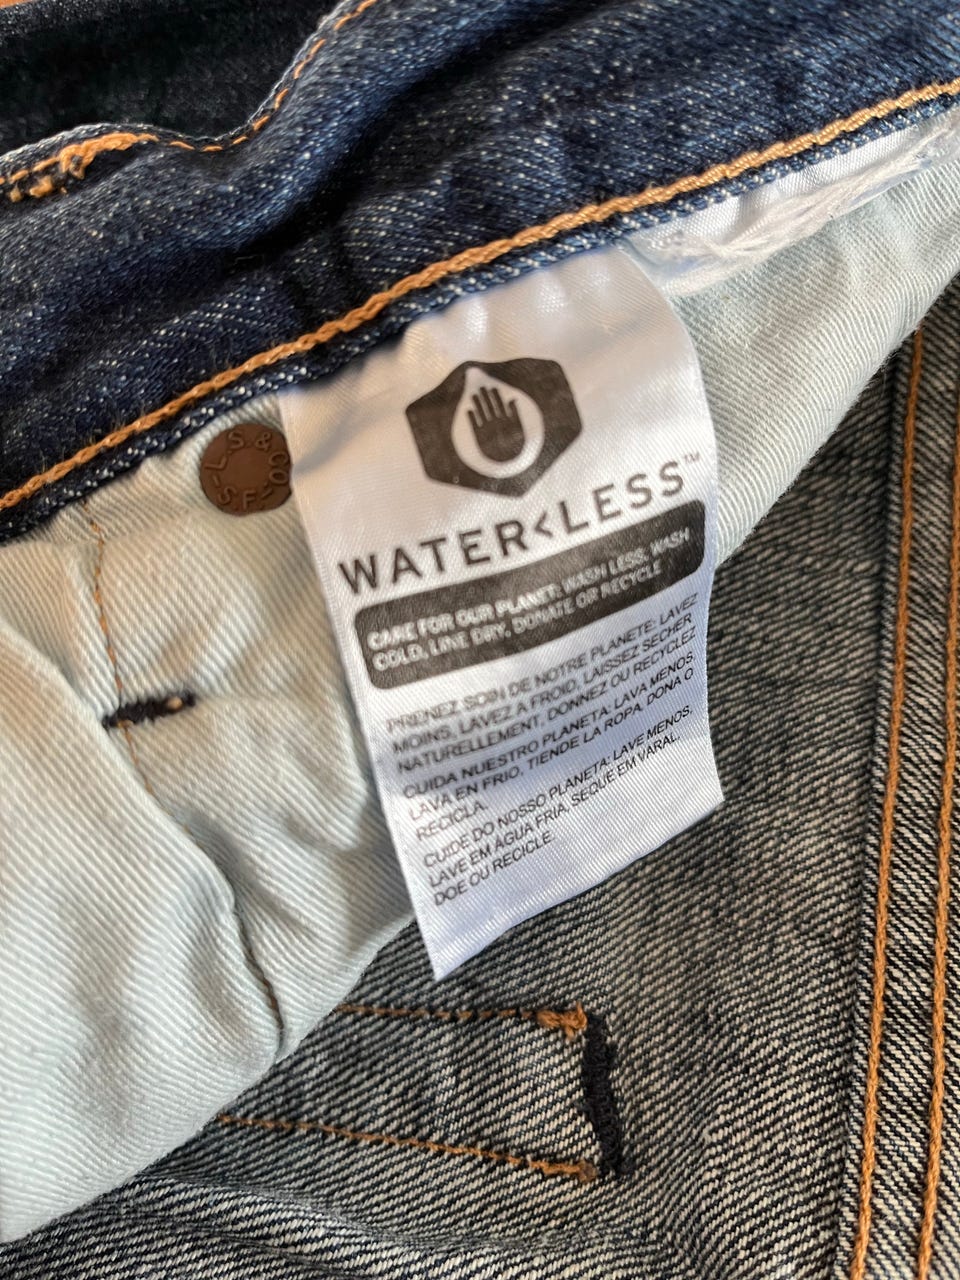 L.S.&CO.
-S.F.-
WATER<LESS™
CARE FOR OUR PLANET: WASH LESS, WASH
COLD, LINE DRY, DONATE OR RECYCLE
PRENEZ SOIN DE NOTRE PLANETE: LAVEZ
MOINS, LAVEZ A FROID, LAISSEZ SECHER
NATURELLEMENT, DONNEZ OU RECYCLEZ
CUIDA NUESTRO PLANETA: LAVA MENOS,
LAVA EN FRIO, TIENDE LA ROPA, DONA O
RECICLA.
CUIDE DO NOSSO PLANETA: LAVE MENOS,
LAVE EM AGUA FRIA, SEQUE EM VARAL,
DOE OU RECICLE.